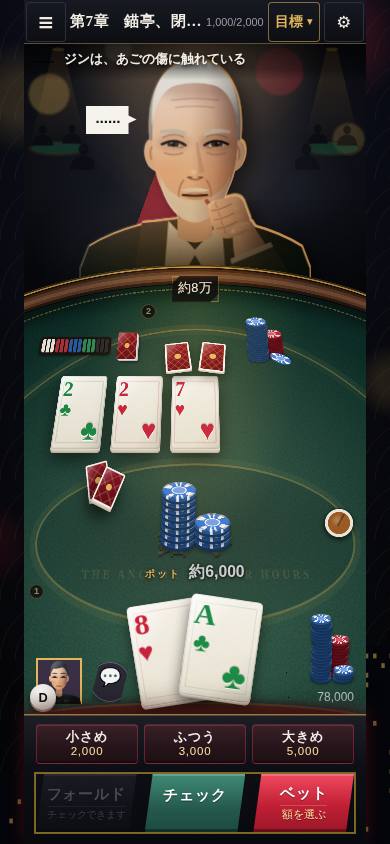 第7章　錨亭、閉… 1,000/2,000 目標 ▾
ジンは、あごの傷に触れている
……
約8万
2
2 2 7
ポット 約6,000
THE AN R HOURS
1
8 A
D
78,000
小さめ ふつう 大きめ
2,000 3,000 5,000
フォールド チェック ベット
チェックできます 額を選ぶ